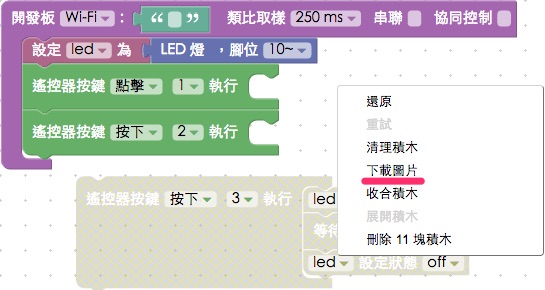 開發板 Wi-Fi : “ ” 類比取樣 250 ms 串聯 協同控制
設定 led 為 LED 燈 ，腳位 10~
遙控器按鍵 點擊 1 執行
遙控器按鍵 按下 2 執行
遙控器按鍵 按下 3 執行
led
等待
led 設定狀態 off
還原
重試
清理積木
下載圖片
收合積木
展開積木
刪除 11 塊積木